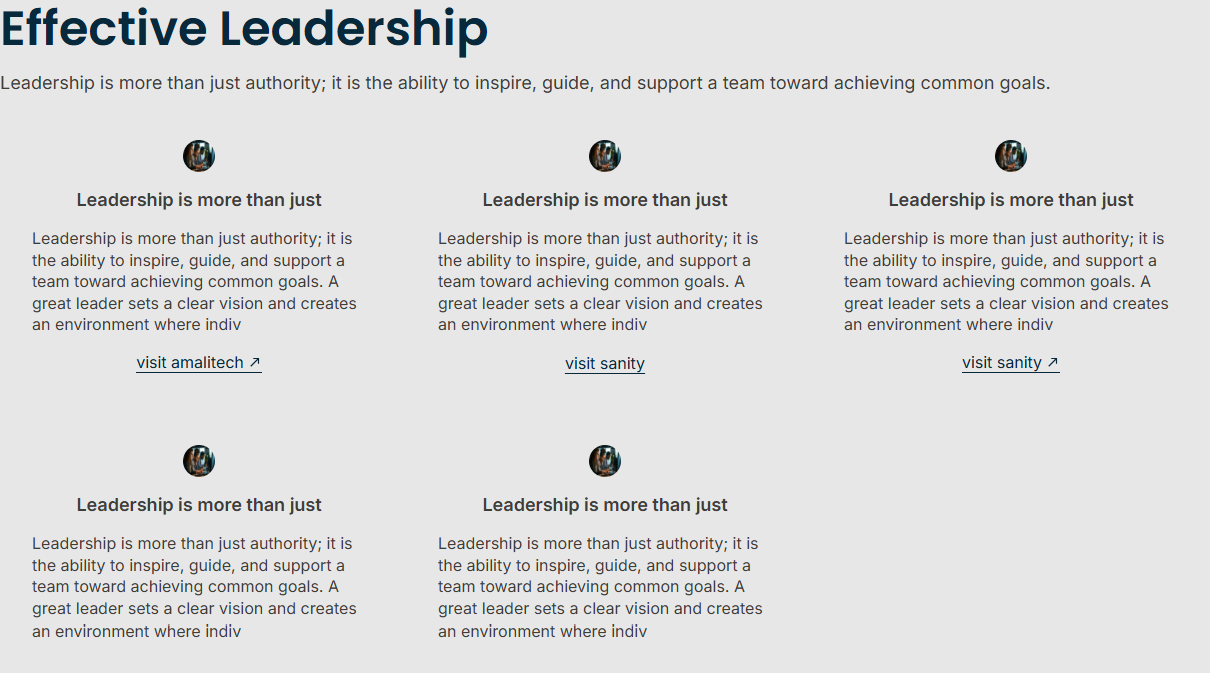 Effective Leadership
Leadership is more than just authority; it is the ability to inspire, guide, and support a team toward achieving common goals.
Leadership is more than just
Leadership is more than just authority; it is
the ability to inspire, guide, and support a
team toward achieving common goals. A
great leader sets a clear vision and creates
an environment where indiv
visit amalitech ↗
Leadership is more than just
Leadership is more than just authority; it is
the ability to inspire, guide, and support a
team toward achieving common goals. A
great leader sets a clear vision and creates
an environment where indiv
visit sanity
Leadership is more than just
Leadership is more than just authority; it is
the ability to inspire, guide, and support a
team toward achieving common goals. A
great leader sets a clear vision and creates
an environment where indiv
visit sanity ↗
Leadership is more than just
Leadership is more than just authority; it is
the ability to inspire, guide, and support a
team toward achieving common goals. A
great leader sets a clear vision and creates
an environment where indiv
Leadership is more than just
Leadership is more than just authority; it is
the ability to inspire, guide, and support a
team toward achieving common goals. A
great leader sets a clear vision and creates
an environment where indiv